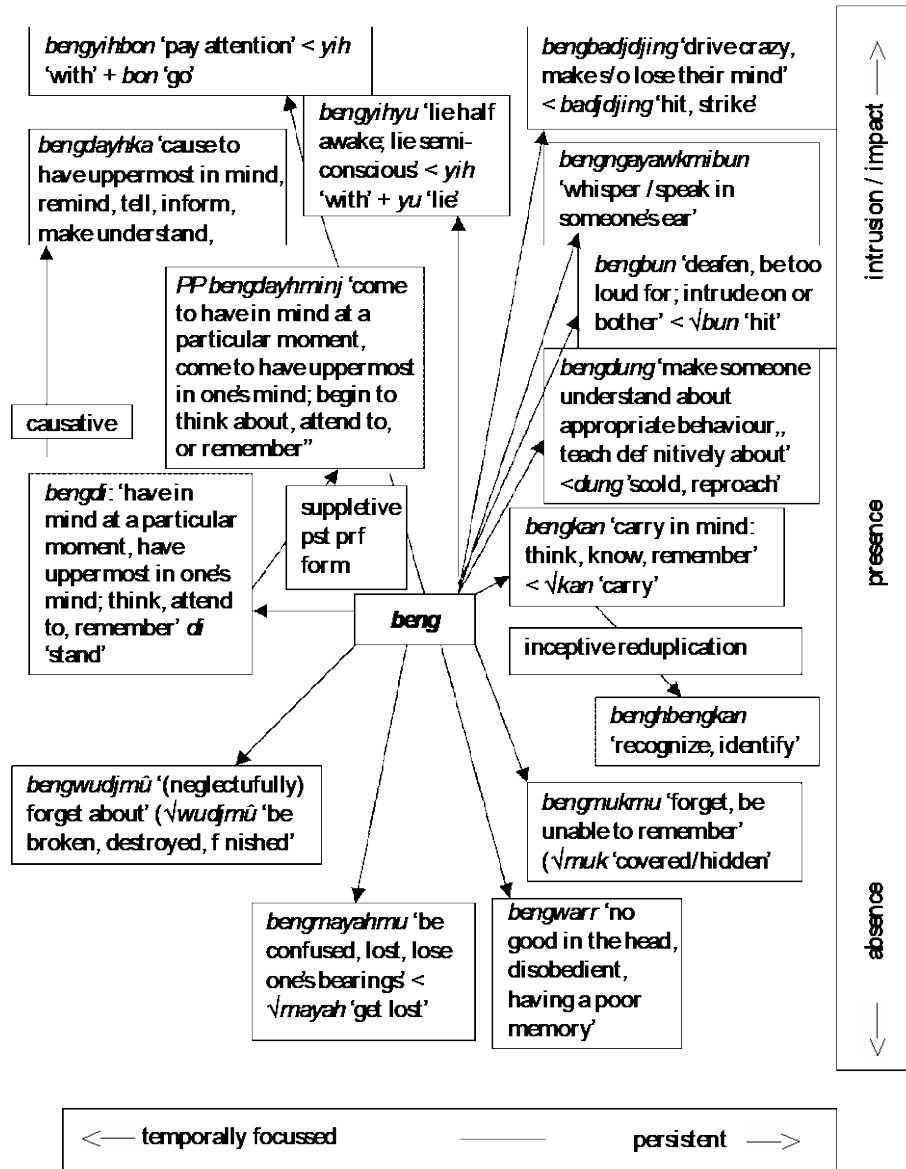 bengyihbon ‘pay attention’ < yih
‘with’ + bon ‘go’
bengbadjdjing ‘drive crazy,
make s/o lose their mind’
< badjdjing ‘hit, strike’
bengyihyu ‘lie half
awake; lie semi-
conscious’ < yih
‘with’ + yu ‘lie’
bengdayhka ‘cause to
have uppermost in mind,
remind, tell, inform,
make understand,
bengngayawkmibun
‘whisper / speak in
someone’s ear’
bengbun ‘deafen, be too
loud for; intrude on or
bother’ < √bun ‘hit’
PP bengdayhminj ‘come
to have in mind at a
particular moment,
come to have uppermost
in one’s mind; begin to
think about, attend to,
or remember”
bengdung ‘make someone
understand about
appropriate behaviour,,
teach def nitively about’
<dung ‘scold, reproach’
causative
bengdi: ‘have in
mind at a particular
moment, have
uppermost in one’s
mind; think, attend
to, remember’ di
‘stand’
suppletive
pst prf
form
bengkan ‘carry in mind:
think, know, remember’
< √kan ‘carry’
beng
inceptive reduplication
benghbengkan
‘recognize, identify’
bengwudjmû ‘(neglectufully)
forget about’ (√wudjmû ‘be
broken, destroyed, f nished’
bengmukmu ‘forget, be
unable to remember’
(√muk ‘covered/hidden’
bengmayahmu ‘be
confused, lost, lose
one’s bearings’ <
√mayah ‘get lost’
bengwarr ‘no
good in the head,
disobedient,
having a poor
memory’
intrusion / impact
presence
absence
temporally focussed
persistent